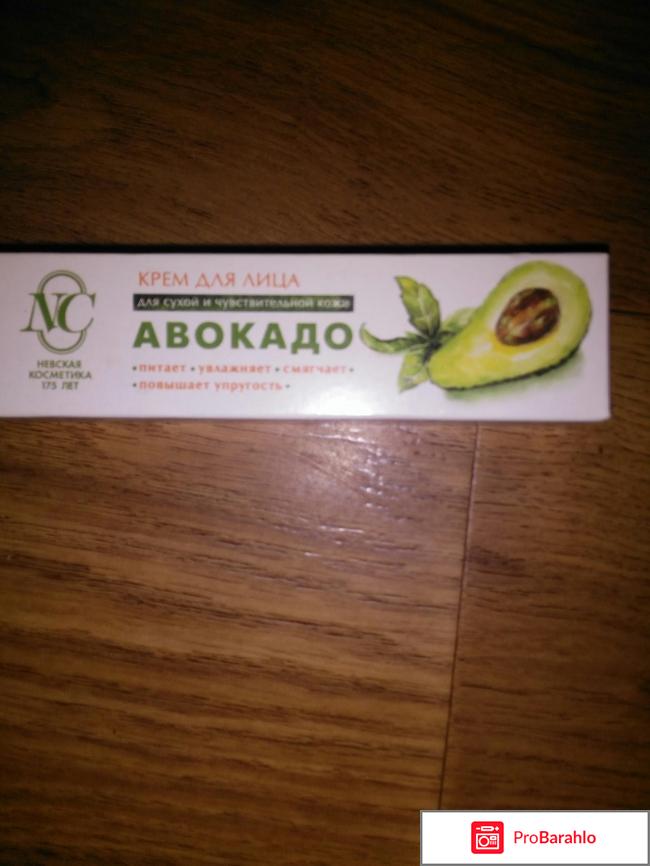 NC
НЕВСКАЯ
КОСМЕТИКА
175 ЛЕТ
КРЕМ ДЛЯ ЛИЦА
для сухой и чувствительной кожи
АВОКАДО
•питает •увлажняет •смягчает•
•повышает упругость•
ProBarahlo